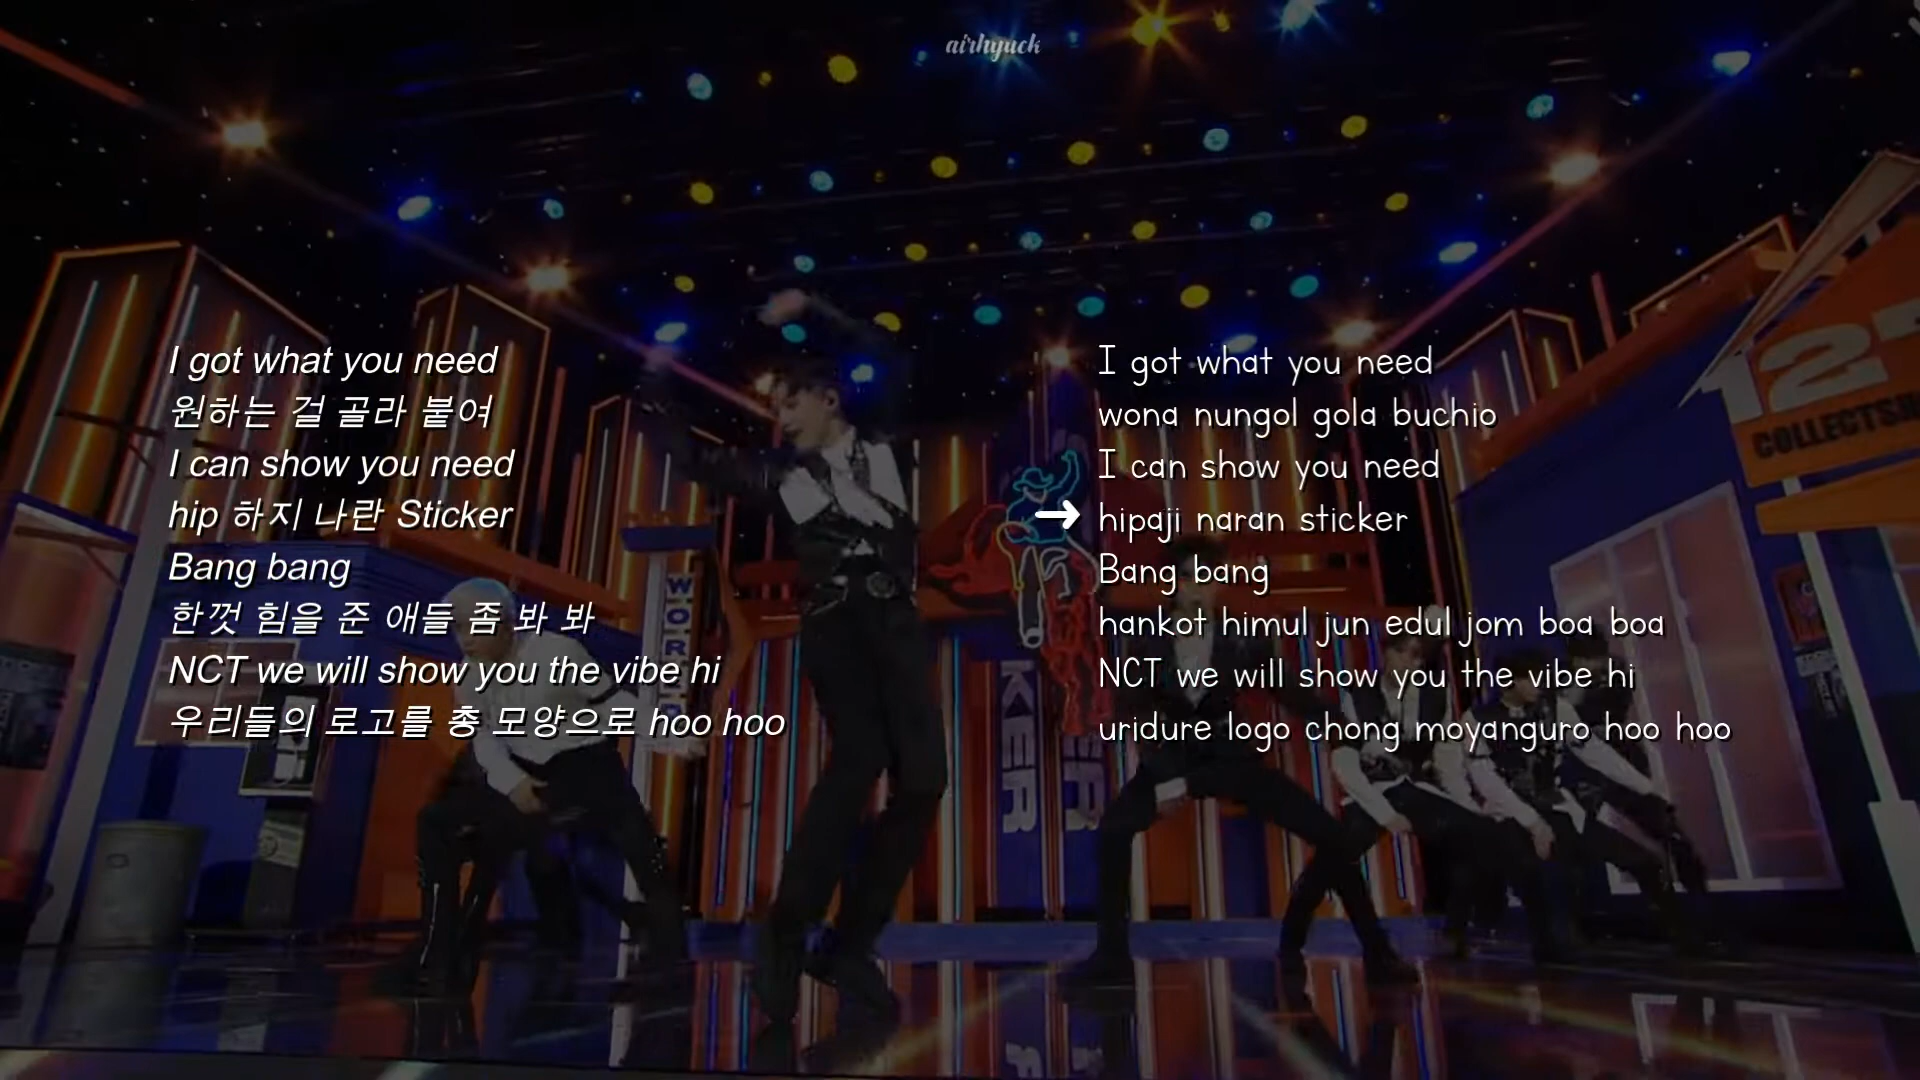 airhyuck
I got what you need
원하는 걸 골라 붙여
I can show you need
hip 하지 나란 Sticker
Bang bang
한껏 힘을 준 애들 좀 봐 봐
NCT we will show you the vibe hi
우리들의 로고를 총 모양으로 hoo hoo
I got what you need
wona nungol gola buchio
I can show you need
hipaji naran sticker
Bang bang
hankot himul jun edul jom boa boa
NCT we will show you the vibe hi
uridure logo chong moyanguro hoo hoo
127
COLLECTS
WOR
KER
KER